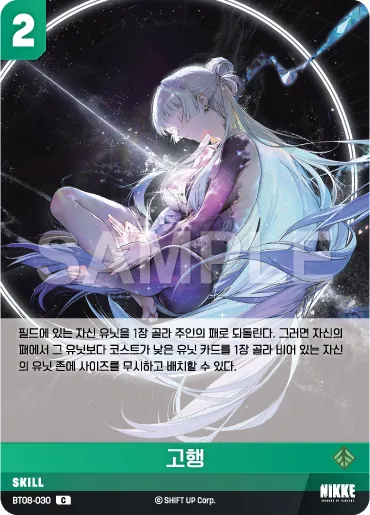 2
SAMPLE
필드에 있는 자신 유닛을 1장 골라 주인의 패로 되돌린다. 그러면 자신의
패에서 그 유닛보다 코스트가 낮은 유닛 카드를 1장 골라 비어 있는 자신
의 유닛 존에 사이즈를 무시하고 배치할 수 있다.
고행
SKILL
BT08-030 C
© SHIFT UP Corp.
NIKKE